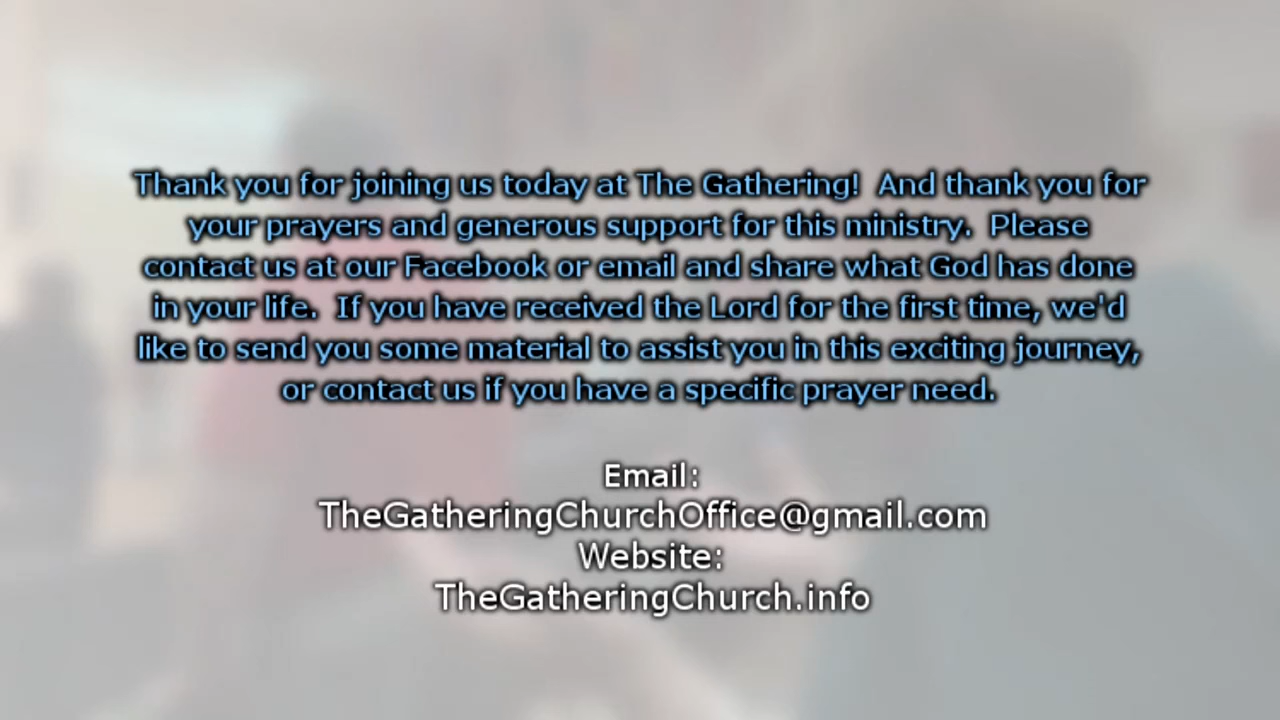 Thank you for joining us today at The Gathering!  And thank you for
your prayers and generous support for this ministry.  Please
contact us at our Facebook or email and share what God has done
in your life.  If you have received the Lord for the first time, we'd
like to send you some material to assist you in this exciting journey,
or contact us if you have a specific prayer need.
Email:
TheGatheringChurchOffice@gmail.com
Website:
TheGatheringChurch.info